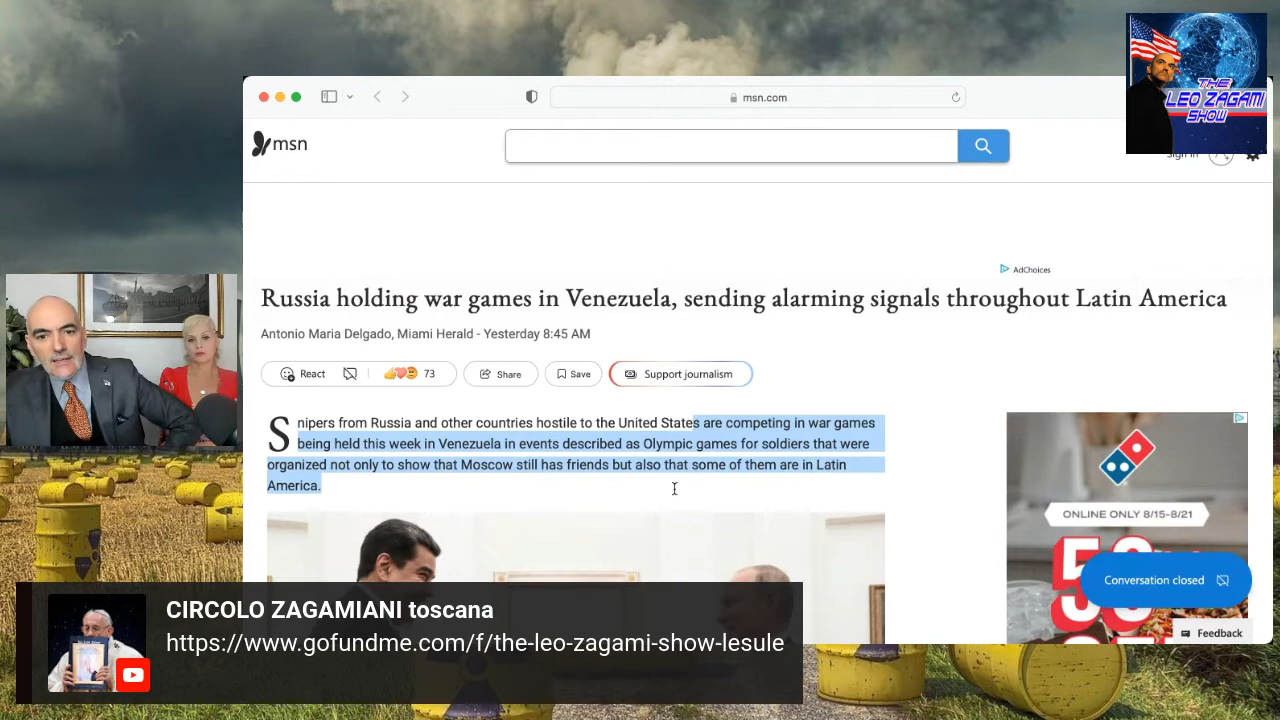 THE
LEO ZAGAMI
SHOW
msn.com
msn
Sign in
AdChoices
Russia holding war games in Venezuela, sending alarming signals throughout Latin America
Antonio Maria Delgado, Miami Herald - Yesterday 8:45 AM
React
73
Share
Save
Support journalism
Snipers from Russia and other countries hostile to the United States are competing in war games
being held this week in Venezuela in events described as Olympic games for soldiers that were
organized not only to show that Moscow still has friends but also that some of them are in Latin
America.
ONLINE ONLY 8/15-8/21
Conversation closed
Feedback
CIRCOLO ZAGAMIANI toscana
https://www.gofundme.com/f/the-leo-zagami-show-lesule